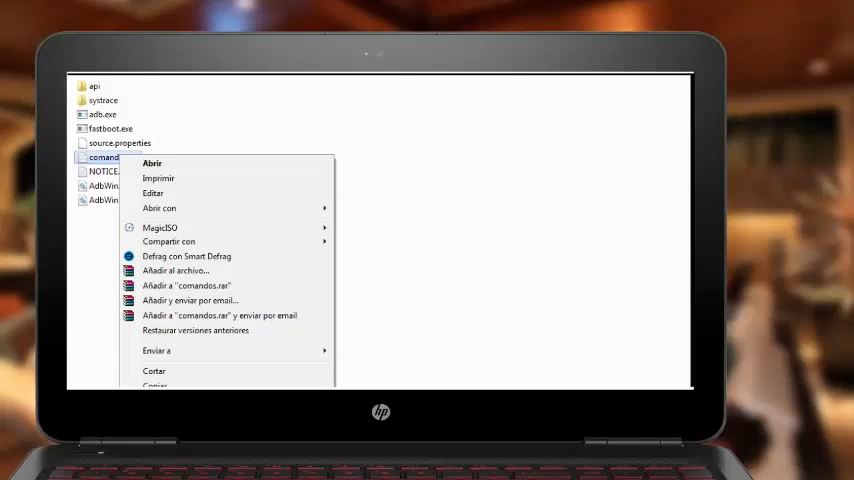 api
systrace
adb.exe
fastboot.exe
source.properties
comand
NOTICE.
AdbWin.
AdbWin
Abrir
Imprimir
Editar
Abrir con
MagicISO
Compartir con
Defrag con Smart Defrag
Añadir al archivo...
Añadir a "comandos.rar"
Añadir y enviar por email...
Añadir a "comandos.rar" y enviar por email
Restaurar versiones anteriores
Enviar a
Cortar
Copiar
hp